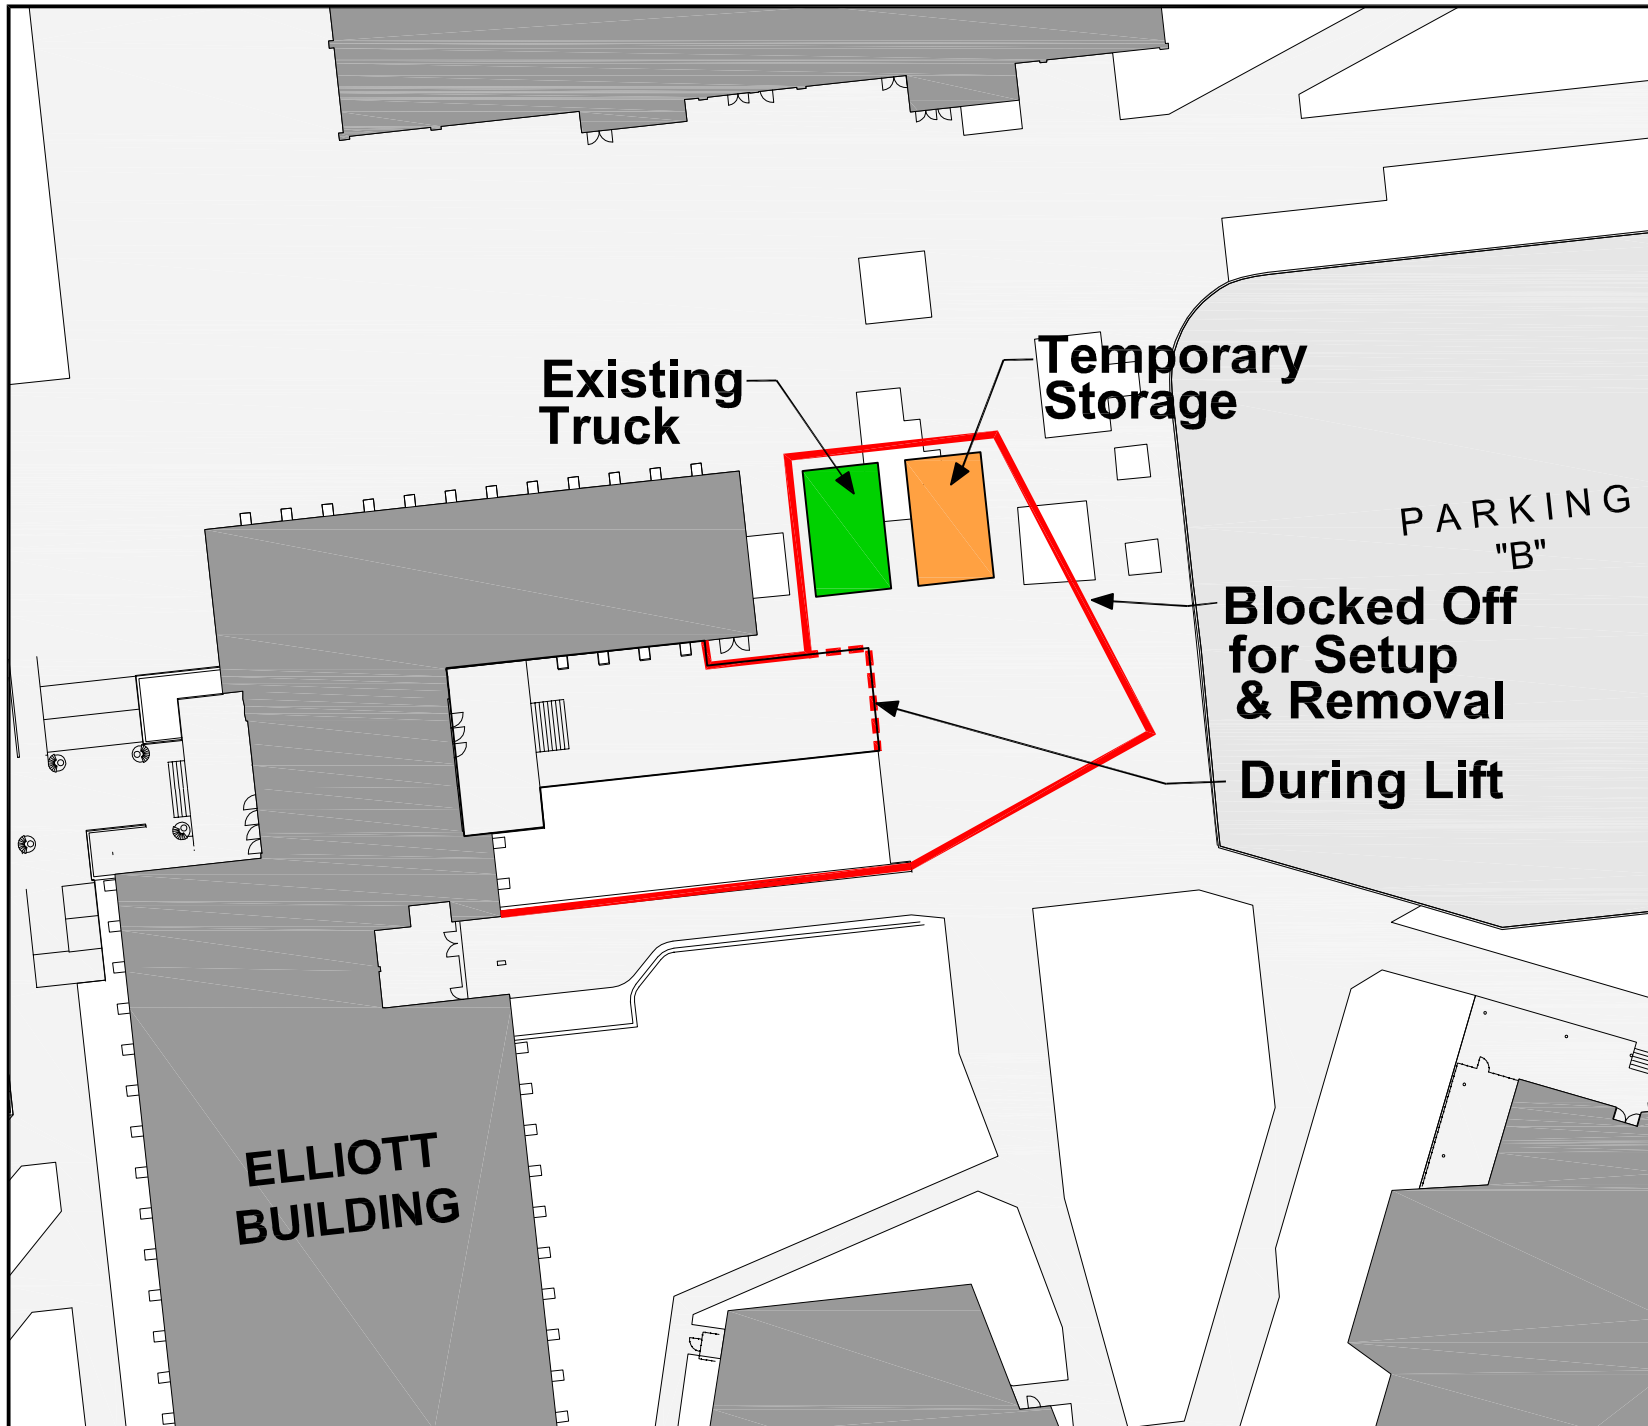 Existing
Truck
Temporary
Storage
PARKING
"B"
Blocked Off
for Setup
& Removal
During Lift
ELLIOTT
BUILDING